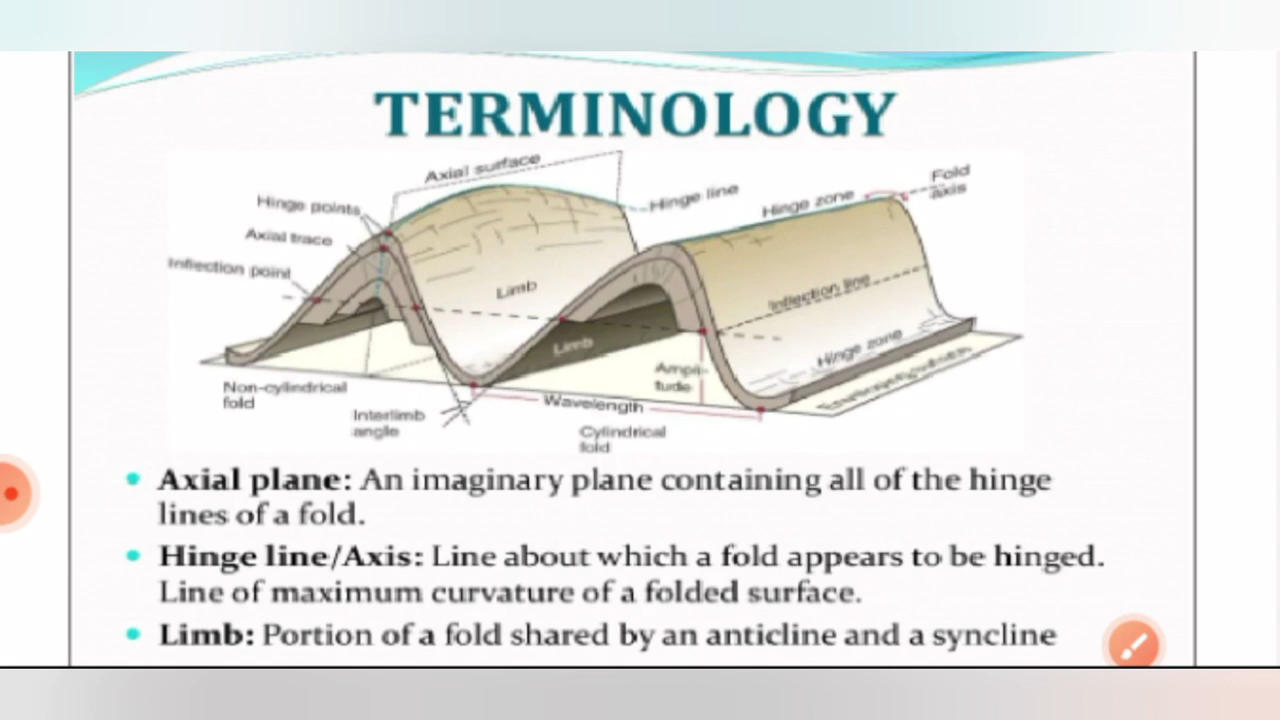 TERMINOLOGY
Axial surface
Hinge points
Axial trace
Inflection point
Hinge line
Hinge zone
Fold
axis
Limb
Inflection line
Limb
Ampli-
tude
Hinge zone
Non-cylindrical
fold
Interlimb
angle
Wavelength
Cylindrical
fold
• Axial plane: An imaginary plane containing all of the hinge
lines of a fold.
• Hinge line/Axis: Line about which a fold appears to be hinged.
Line of maximum curvature of a folded surface.
• Limb: Portion of a fold shared by an anticline and a syncline